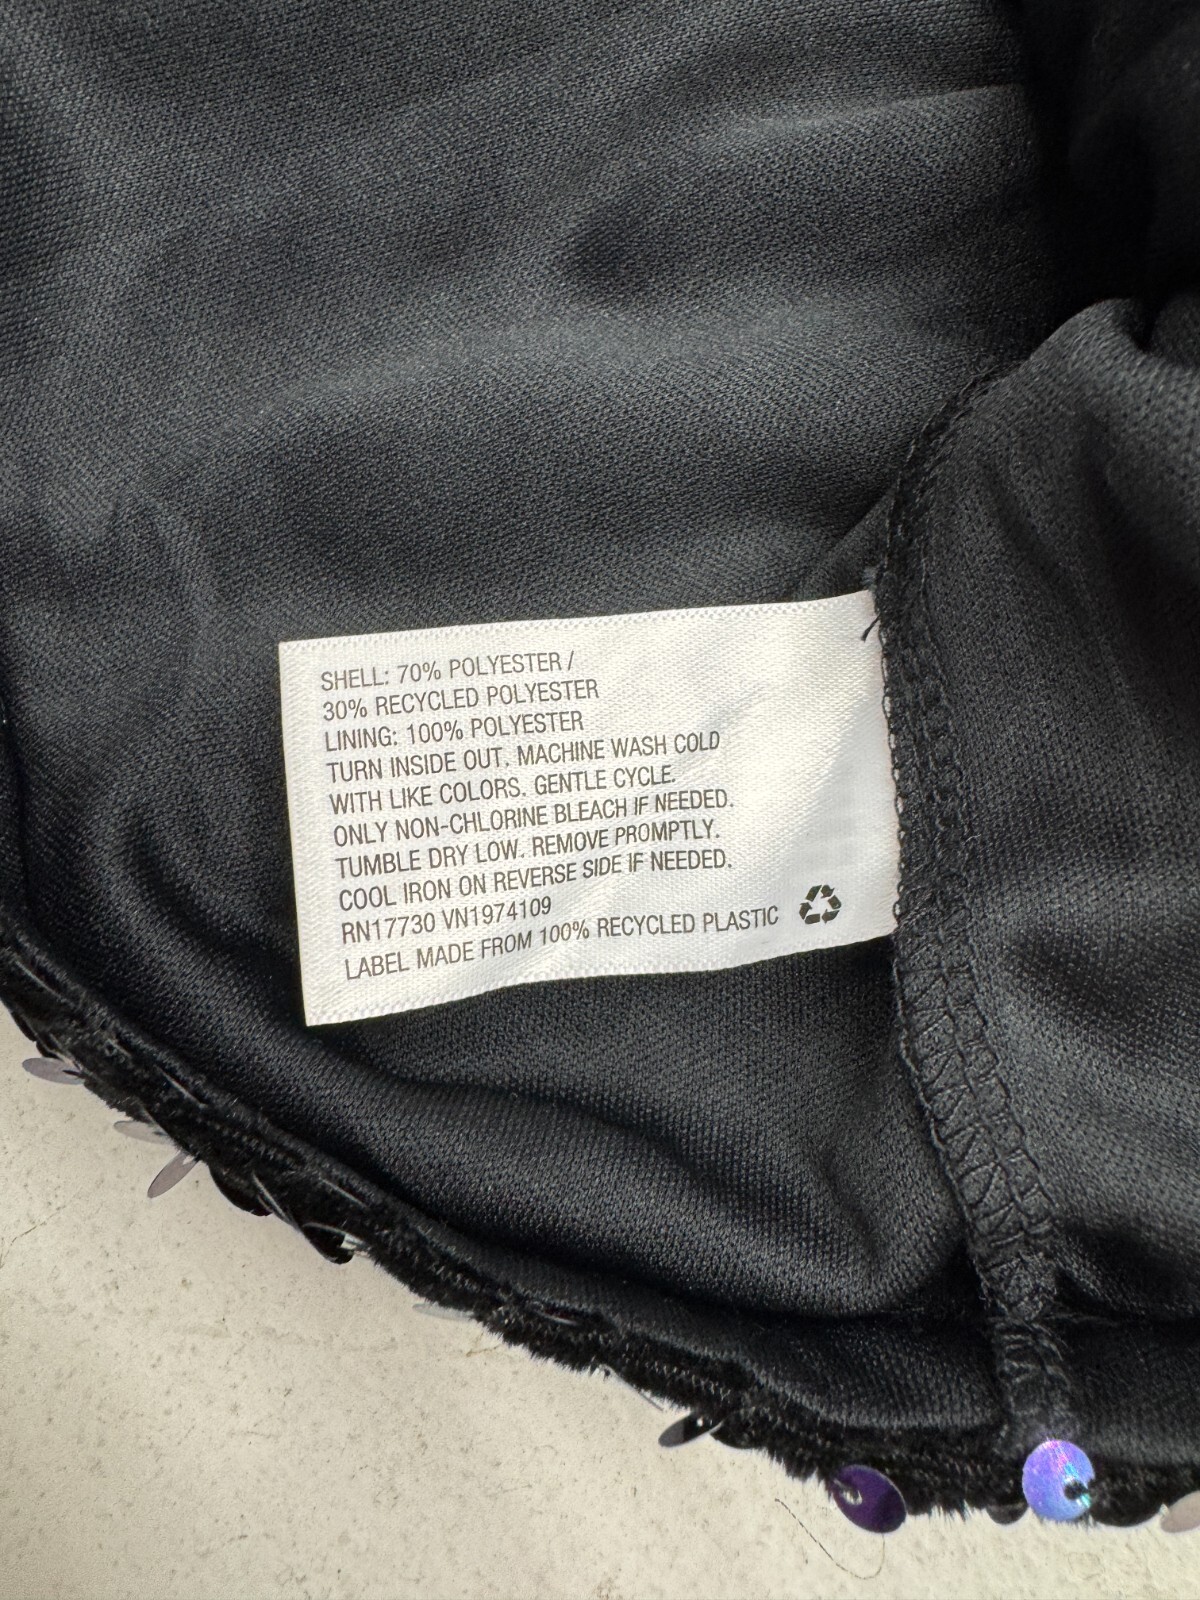 SHELL: 70% POLYESTER /
30% RECYCLED POLYESTER
LINING: 100% POLYESTER
TURN INSIDE OUT, MACHINE WASH COLD
WITH LIKE COLORS. GENTLE CYCLE.
ONLY NON-CHLORINE BLEACH IF NEEDED.
TUMBLE DRY LOW. REMOVE PROMPTLY.
COOL IRON ON REVERSE SIDE IF NEEDED.
RN17730 VN1974109
LABEL MADE FROM 100% RECYCLED PLASTIC